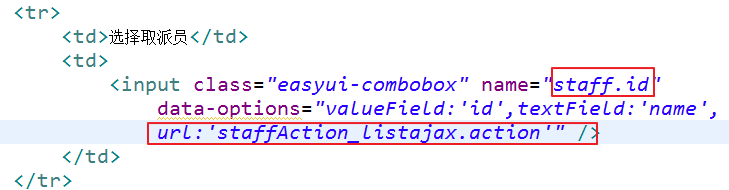 <tr>
<td>选择取派员</td>
<td>
<input class="easyui-combobox" name="staff.id"
data-options="valueField:'id',textField:'name',
url:'staffAction_listajax.action'" />
</td>
</tr>